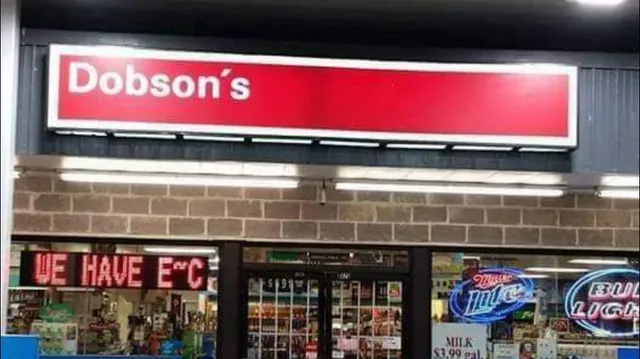 Dobson's
WE HAVE E~C
Miller
Lite
BUD
LIGH
MILK
$3.99 gal